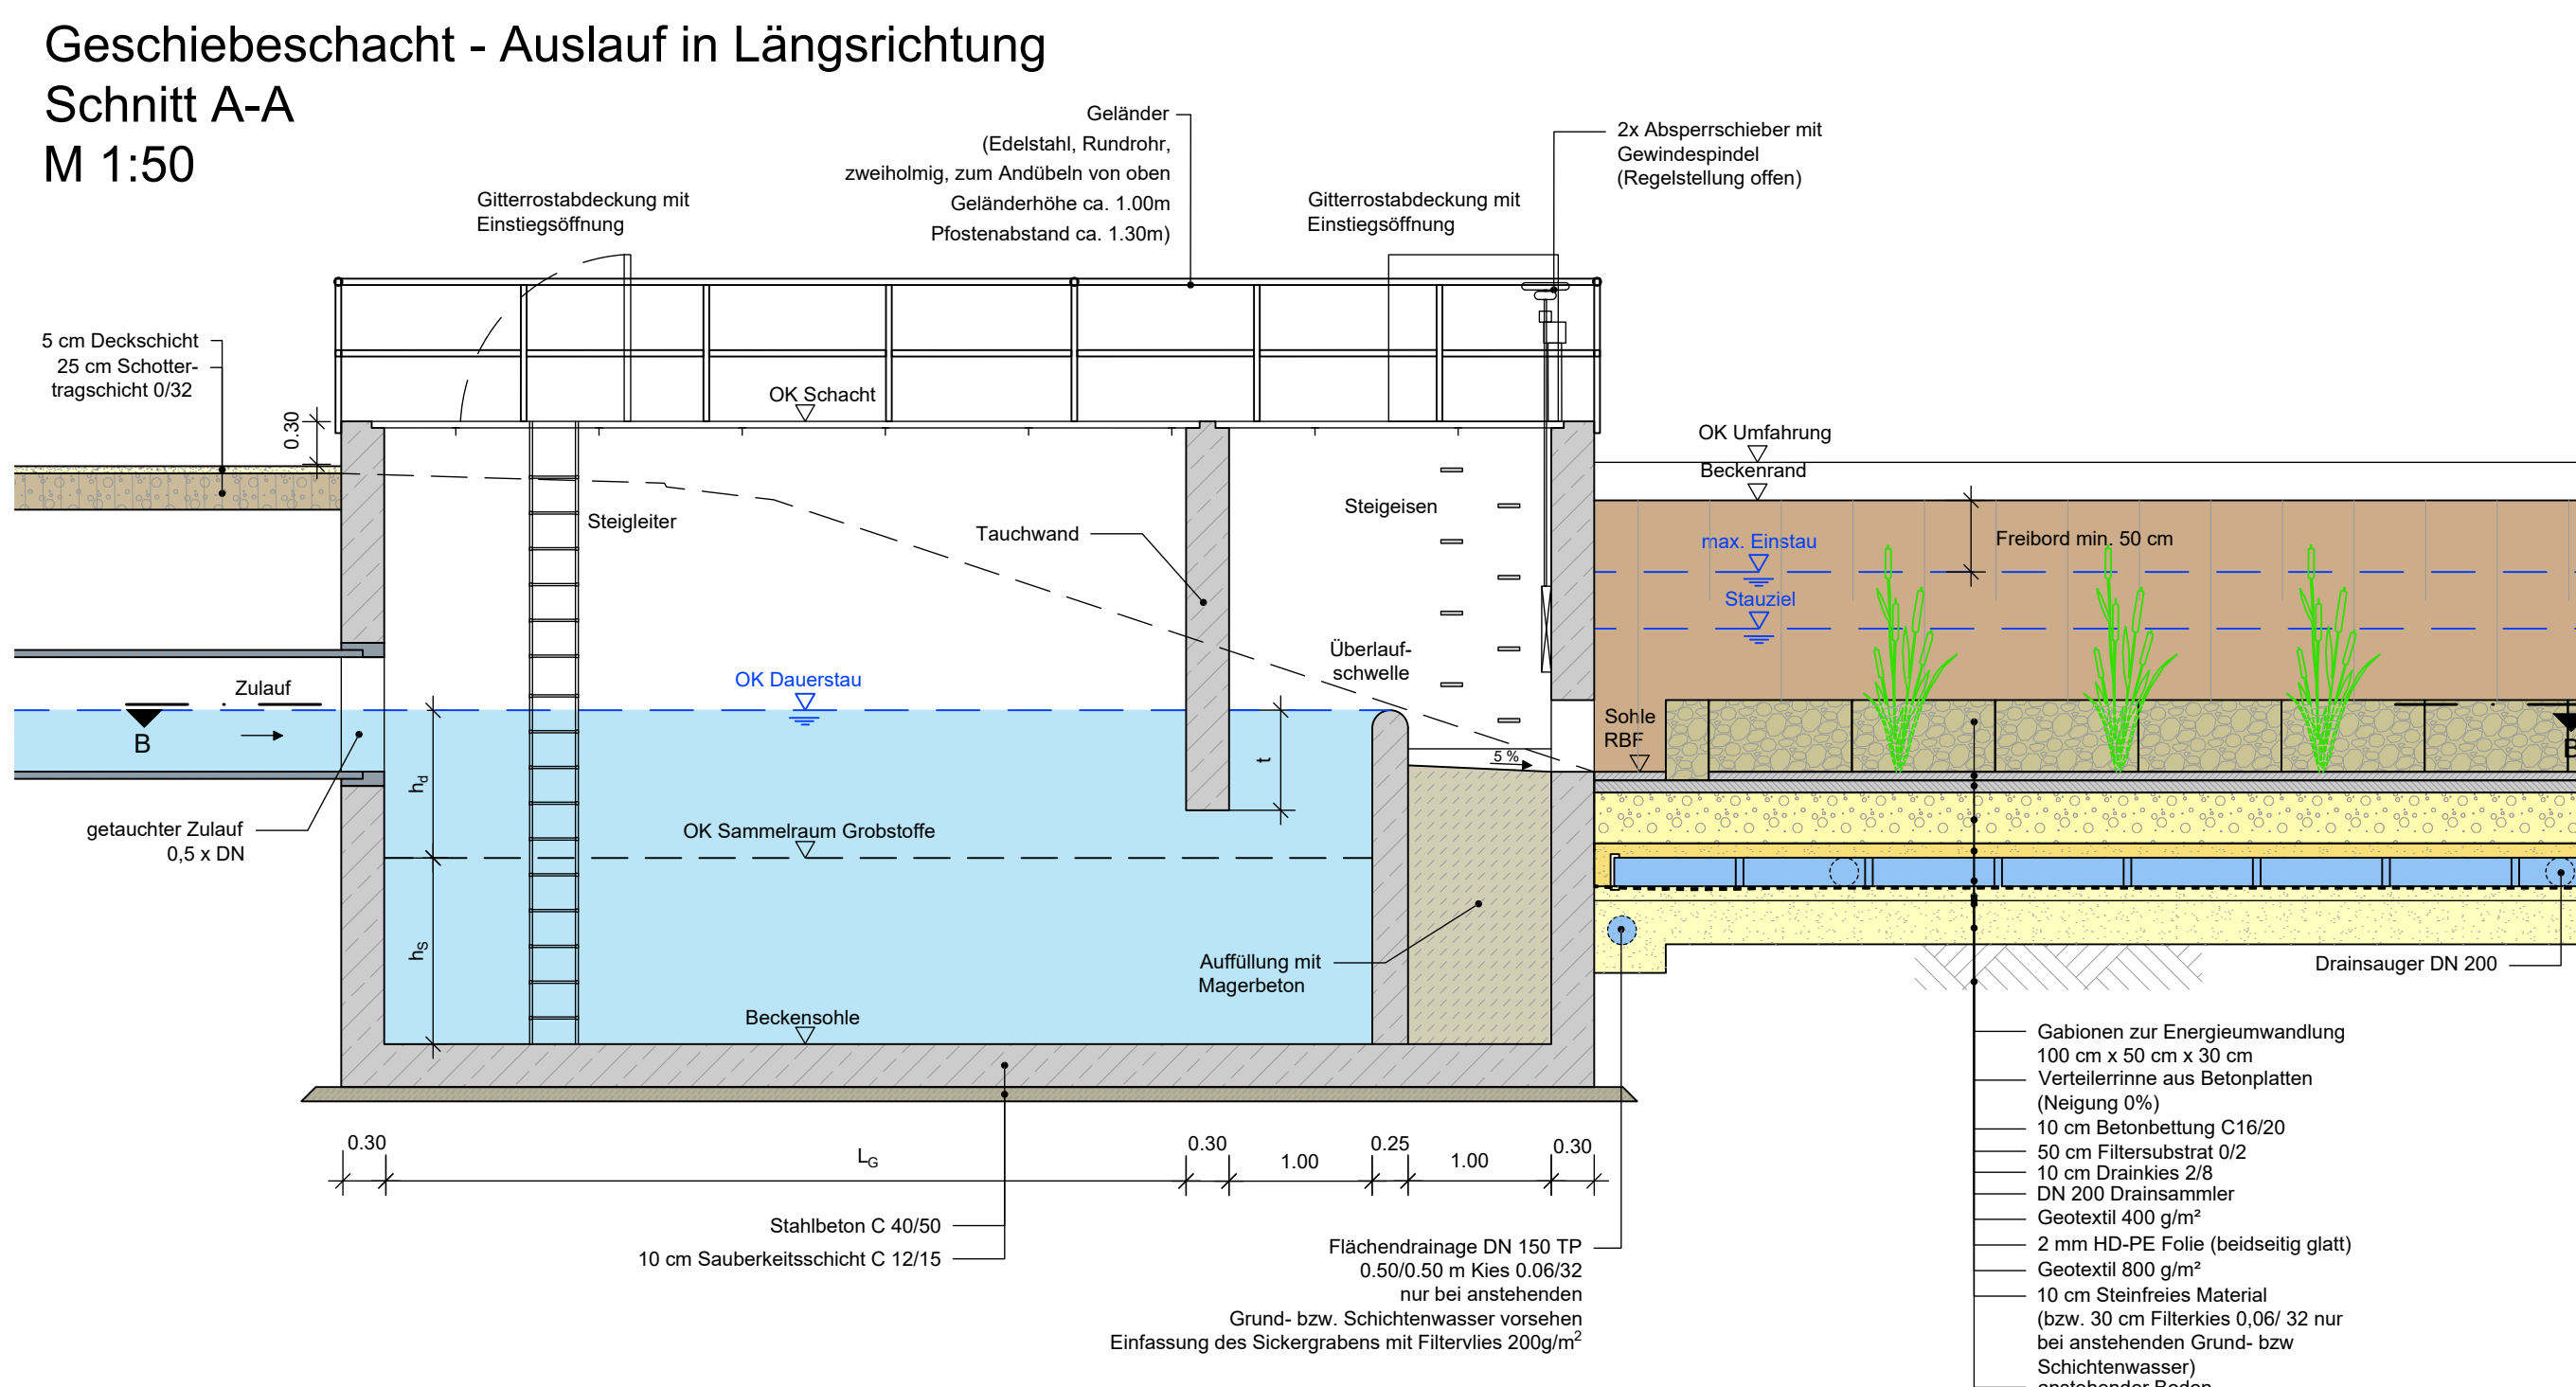 Geschiebeschacht - Auslauf in Längsrichtung
Schnitt A-A
M 1:50
Geländer
(Edelstahl, Rundrohr,
zweiholmig, zum Andübeln von oben
Geländerhöhe ca. 1.00m
Pfostenabstand ca. 1.30m)
2x Absperrschieber mit
Gewindespindel
(Regelstellung offen)
Gitterrostabdeckung mit
Einstiegsöffnung
Gitterrostabdeckung mit
Einstiegsöffnung
5 cm Deckschicht
25 cm Schotter-
tragschicht 0/32
0.30
OK Schacht
OK Umfahrung
Beckenrand
Steigleiter
Tauchwand
Steigeisen
max. Einstau
Freibord min. 50 cm
Stauziel
Überlauf-
schwelle
Zulauf
OK Dauerstau
B
Sohle
RBF
B
5 %
t
hd
getauchter Zulauf
0,5 x DN
OK Sammelraum Grobstoffe
hS
Auffüllung mit
Magerbeton
Beckensohle
Drainsauger DN 200
0.30
LG
0.30
1.00
0.25
1.00
0.30
Stahlbeton C 40/50
10 cm Sauberkeitsschicht C 12/15
Flächendrainage DN 150 TP
0.50/0.50 m Kies 0.06/32
nur bei anstehenden
Grund- bzw. Schichtenwasser vorsehen
Einfassung des Sickergrabens mit Filtervlies 200g/m²
Gabionen zur Energieumwandlung
100 cm x 50 cm x 30 cm
Verteilerrinne aus Betonplatten
(Neigung 0%)
10 cm Betonbettung C16/20
50 cm Filtersubstrat 0/2
10 cm Drainkies 2/8
DN 200 Drainsammler
Geotextil 400 g/m²
2 mm HD-PE Folie (beidseitig glatt)
Geotextil 800 g/m²
10 cm Steinfreies Material
(bzw. 30 cm Filterkies 0,06/ 32 nur
bei anstehenden Grund- bzw
Schichtenwasser)
anstehender Boden